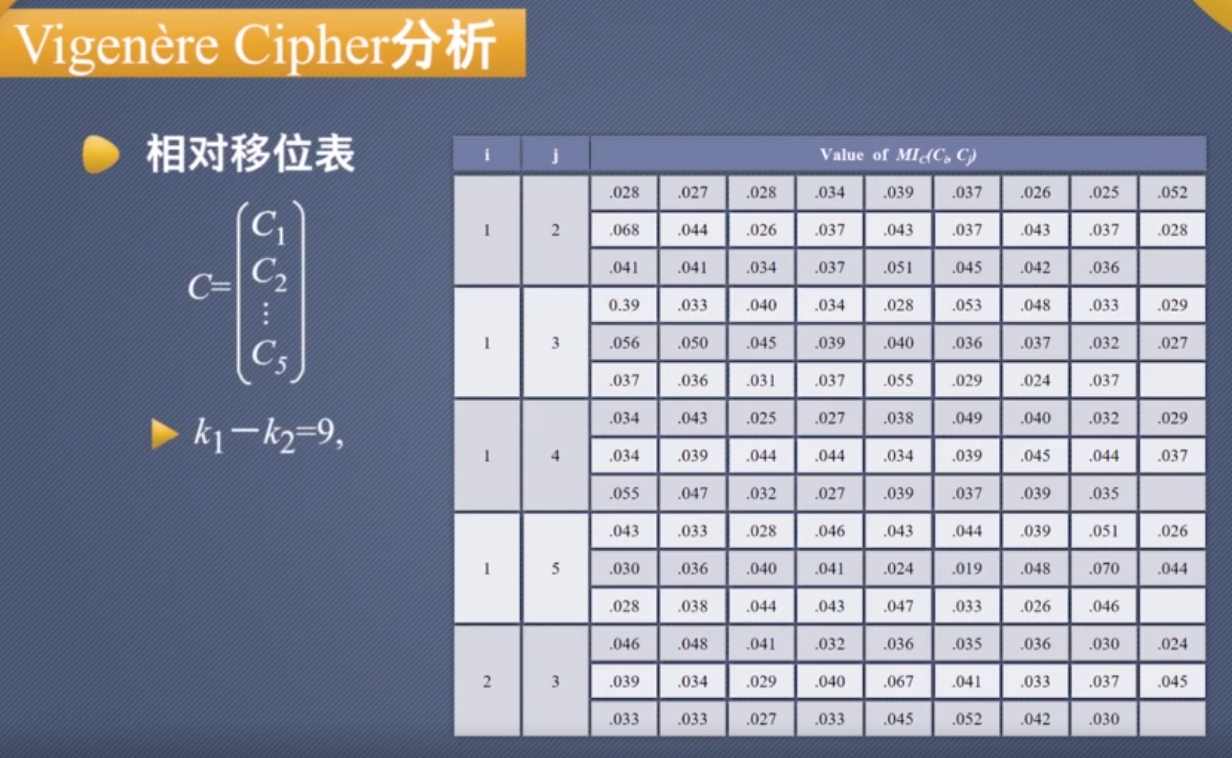 Vigenère Cipher分析
相对移位表
C=
C1
C2
⋮
C5
k1－k2=9,
i j Value of MIC(Ci, Cj)
.028 .027 .028 .034 .039 .037 .026 .025 .052
1 2 .068 .044 .026 .037 .043 .037 .043 .037 .028
.041 .041 .034 .037 .051 .045 .042 .036
0.39 .033 .040 .034 .028 .053 .048 .033 .029
1 3 .056 .050 .045 .039 .040 .036 .037 .032 .027
.037 .036 .031 .037 .055 .029 .024 .037
.034 .043 .025 .027 .038 .049 .040 .032 .029
1 4 .034 .039 .044 .044 .034 .039 .045 .044 .037
.055 .047 .032 .027 .039 .037 .039 .035
.043 .033 .028 .046 .043 .044 .039 .051 .026
1 5 .030 .036 .040 .041 .024 .019 .048 .070 .044
.028 .038 .044 .043 .047 .033 .026 .046
.046 .048 .041 .032 .036 .035 .036 .030 .024
2 3 .039 .034 .029 .040 .067 .041 .033 .037 .045
.033 .033 .027 .033 .045 .052 .042 .030